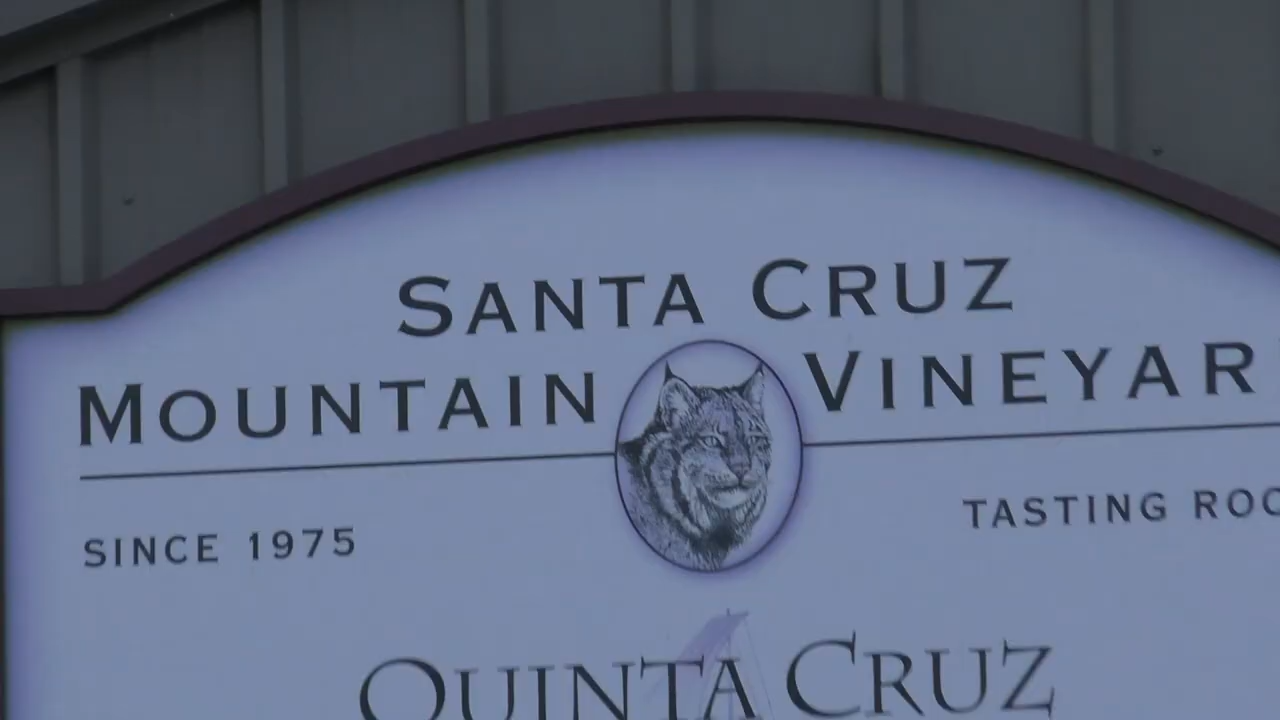 SANTA CRUZ
MOUNTAIN VINEYAR
SINCE 1975
TASTING ROO
QUINTA CRUZ